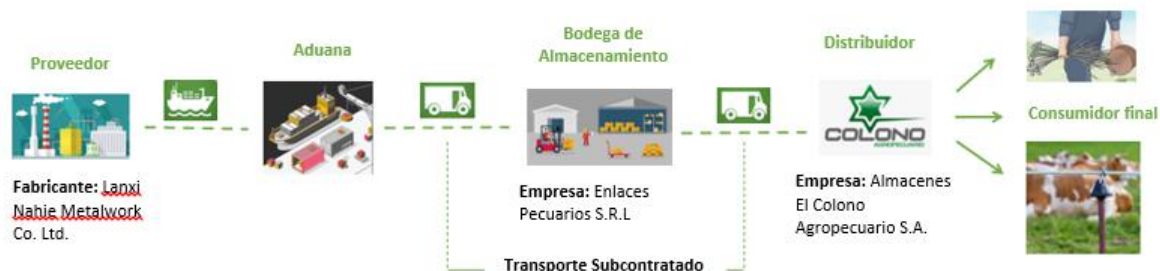 Proveedor
Fabricante: Lanxi
Nahie Metalwork
Co. Ltd.
Aduana
Bodega de
Almacenamiento
Empresa: Enlaces
Pecuarios S.R.L
Transporte Subcontratado
Distribuidor
COLONO
AGROPECUARIO
Empresa: Almacenes
El Colono
Agropecuario S.A.
Consumidor final